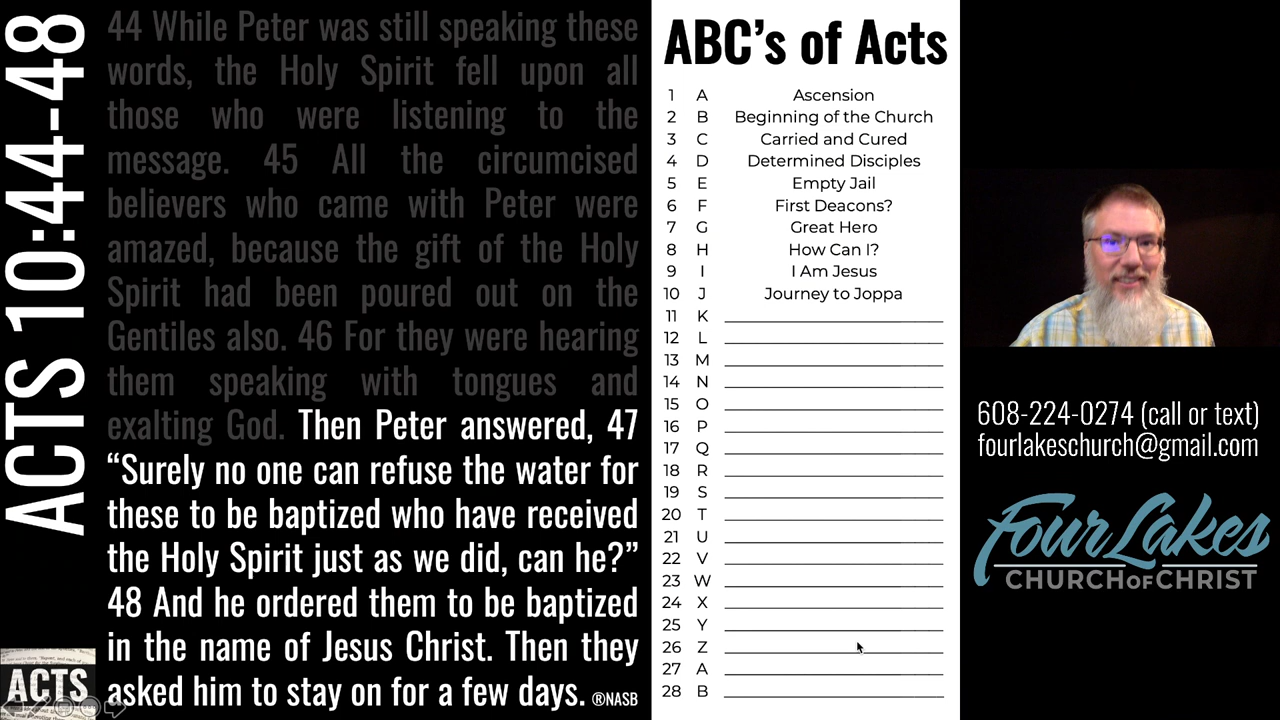 ACTS 10:44-48
44 While Peter was still speaking these
words, the Holy Spirit fell upon all
those who were listening to the
message. 45 All the circumcised
believers who came with Peter were
amazed, because the gift of the Holy
Spirit had been poured out on the
Gentiles also. 46 For they were hearing
them speaking with tongues and
exalting God. Then Peter answered, 47
“Surely no one can refuse the water for
these to be baptized who have received
the Holy Spirit just as we did, can he?”
48 And he ordered them to be baptized
in the name of Jesus Christ. Then they
asked him to stay on for a few days. ®NASB
ACTS
ABC’s of Acts
1 A Ascension
2 B Beginning of the Church
3 C Carried and Cured
4 D Determined Disciples
5 E Empty Jail
6 F First Deacons?
7 G Great Hero
8 H How Can I?
9 I I Am Jesus
10 J Journey to Joppa
11 K
12 L
13 M
14 N
15 O
16 P
17 Q
18 R
19 S
20 T
21 U
22 V
23 W
24 X
25 Y
26 Z
27 A
28 B
608-224-0274 (call or text)
fourlakeschurch@gmail.com
Four Lakes
CHURCH OF CHRIST